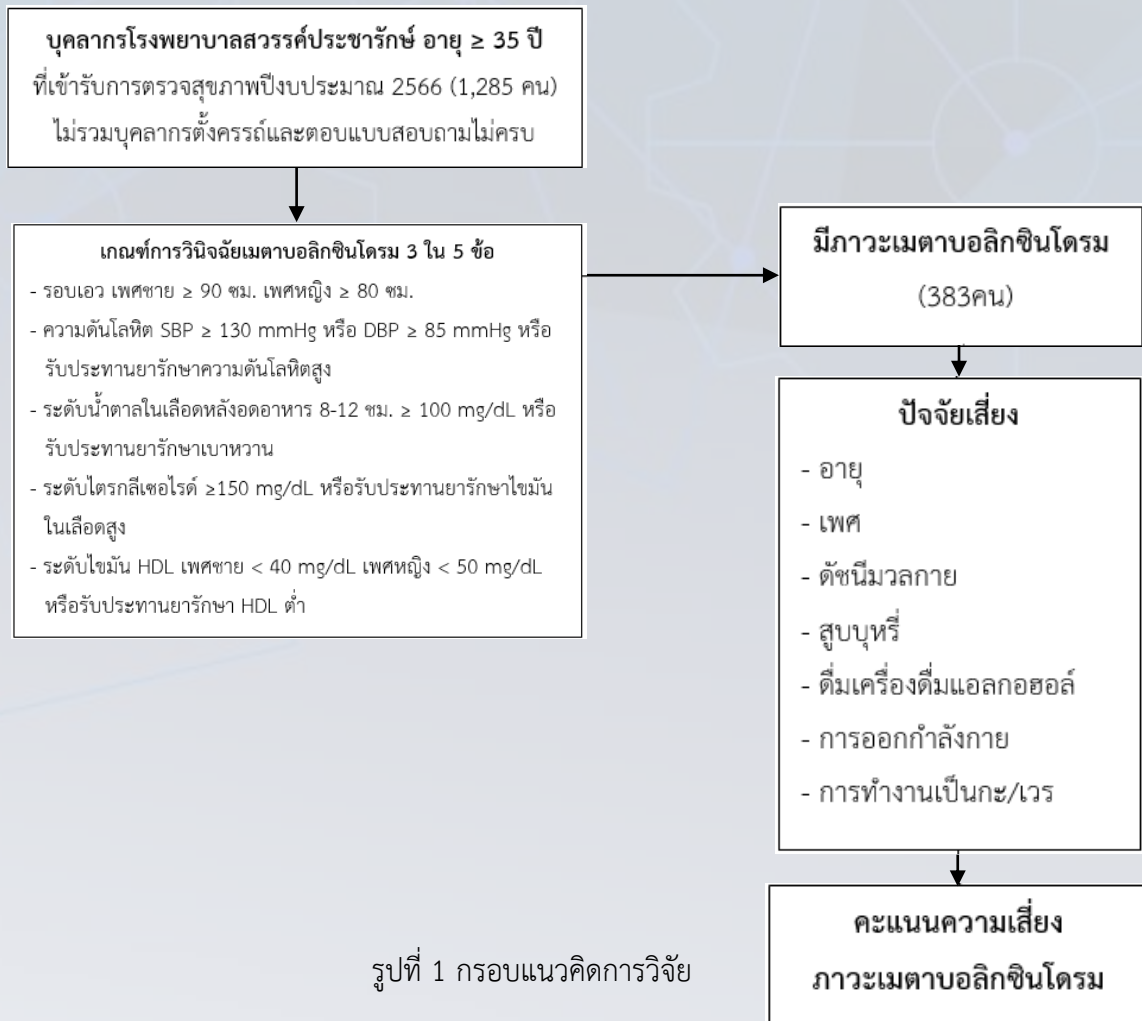 บุคลากรโรงพยาบาลสวรรค์ประชารักษ์ อายุ ≥ 35 ปี
ที่เข้ารับการตรวจสุขภาพปีงบประมาณ 2566 (1,285 คน)
ไม่รวมบุคลากรตั้งครรถ์และตอบแบบสอบถามไม่ครบ
เกณฑ์การวินิจฉัยเมตาบอลิกซินโดรม 3 ใน 5 ข้อ
- รอบเอว เพศชาย ≥ 90 ซม. เพศหญิง ≥ 80 ซม.
- ความดันโลหิต SBP ≥ 130 mmHg หรือ DBP ≥ 85 mmHg หรือ
รับประทานยารักษาความดันโลหิตสูง
- ระดับน้ำตาลในเลือดหลังอดอาหาร 8-12 ซม. ≥ 100 mg/dL หรือ
รับประทานยารักษาเบาหวาน
- ระดับไตรกลีเซอไรด์ ≥150 mg/dL หรือรับประทานยารักษาไขมัน
ในเลือดสูง
- ระดับไขมัน HDL เพศชาย < 40 mg/dL เพศหญิง < 50 mg/dL
หรือรับประทานยารักษา HDL ต่ำ
มีภาวะเมตาบอลิกซินโดรม
(383คน)
ปัจจัยเสี่ยง
- อายุ
- เพศ
- ดัชนีมวลกาย
- สูบบุหรี่
- ดื่มเครื่องดื่มแอลกอฮอล์
- การออกกำลังกาย
- การทำงานเป็นกะ/เวร
คะแนนความเสี่ยง
ภาวะเมตาบอลิกซินโดรม
รูปที่ 1 กรอบแนวคิดการวิจัย